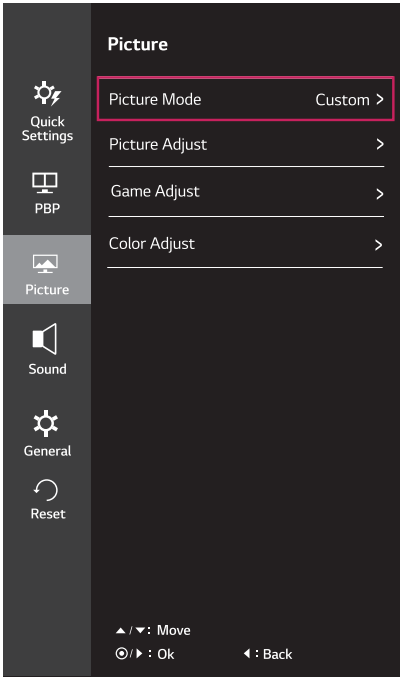 Picture
Quick
Settings
PBP
Picture
Sound
General
Reset
Picture Mode Custom >
Picture Adjust >
Game Adjust >
Color Adjust >
▲/▼: Move
◉/▶ : Ok ◀ : Back